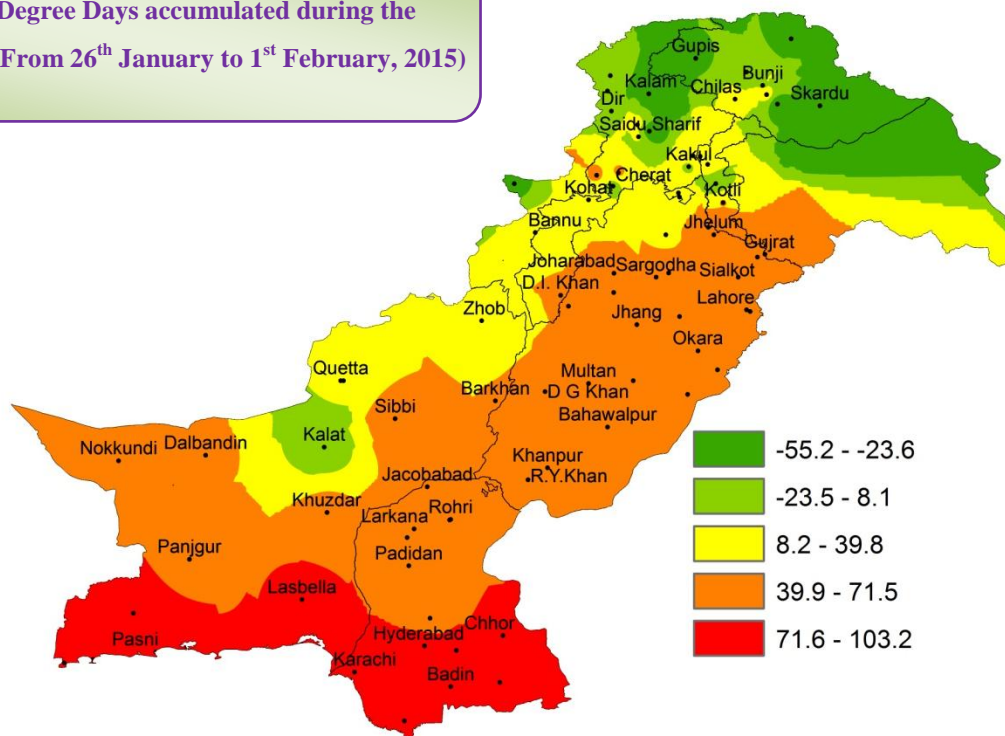 Degree Days accumulated during the
From 26th January to 1st February, 2015)
Gupis
Bunji
Kalam
Chilas
Skardu
Dir
Saidu Sharif
Kakul
Cherat
Kohat
Kotli
Bannu
Jhelum
Gujrat
Joharabad
Sargodha
Sialkot
D.I. Khan
Lahore
Zhob
Jhang
Okara
Quetta
Multan
Barkhan
D G Khan
Sibbi
Bahawalpur
Kalat
Nokkundi
Dalbandin
Khanpur
Jacobabad
R.Y.Khan
Khuzdar
Larkana
Rohri
Panjgur
Padidan
Lasbella
Chhor
Pasni
Hyderabad
Karachi
Badin
-55.2 - -23.6
-23.5 - 8.1
8.2 - 39.8
39.9 - 71.5
71.6 - 103.2